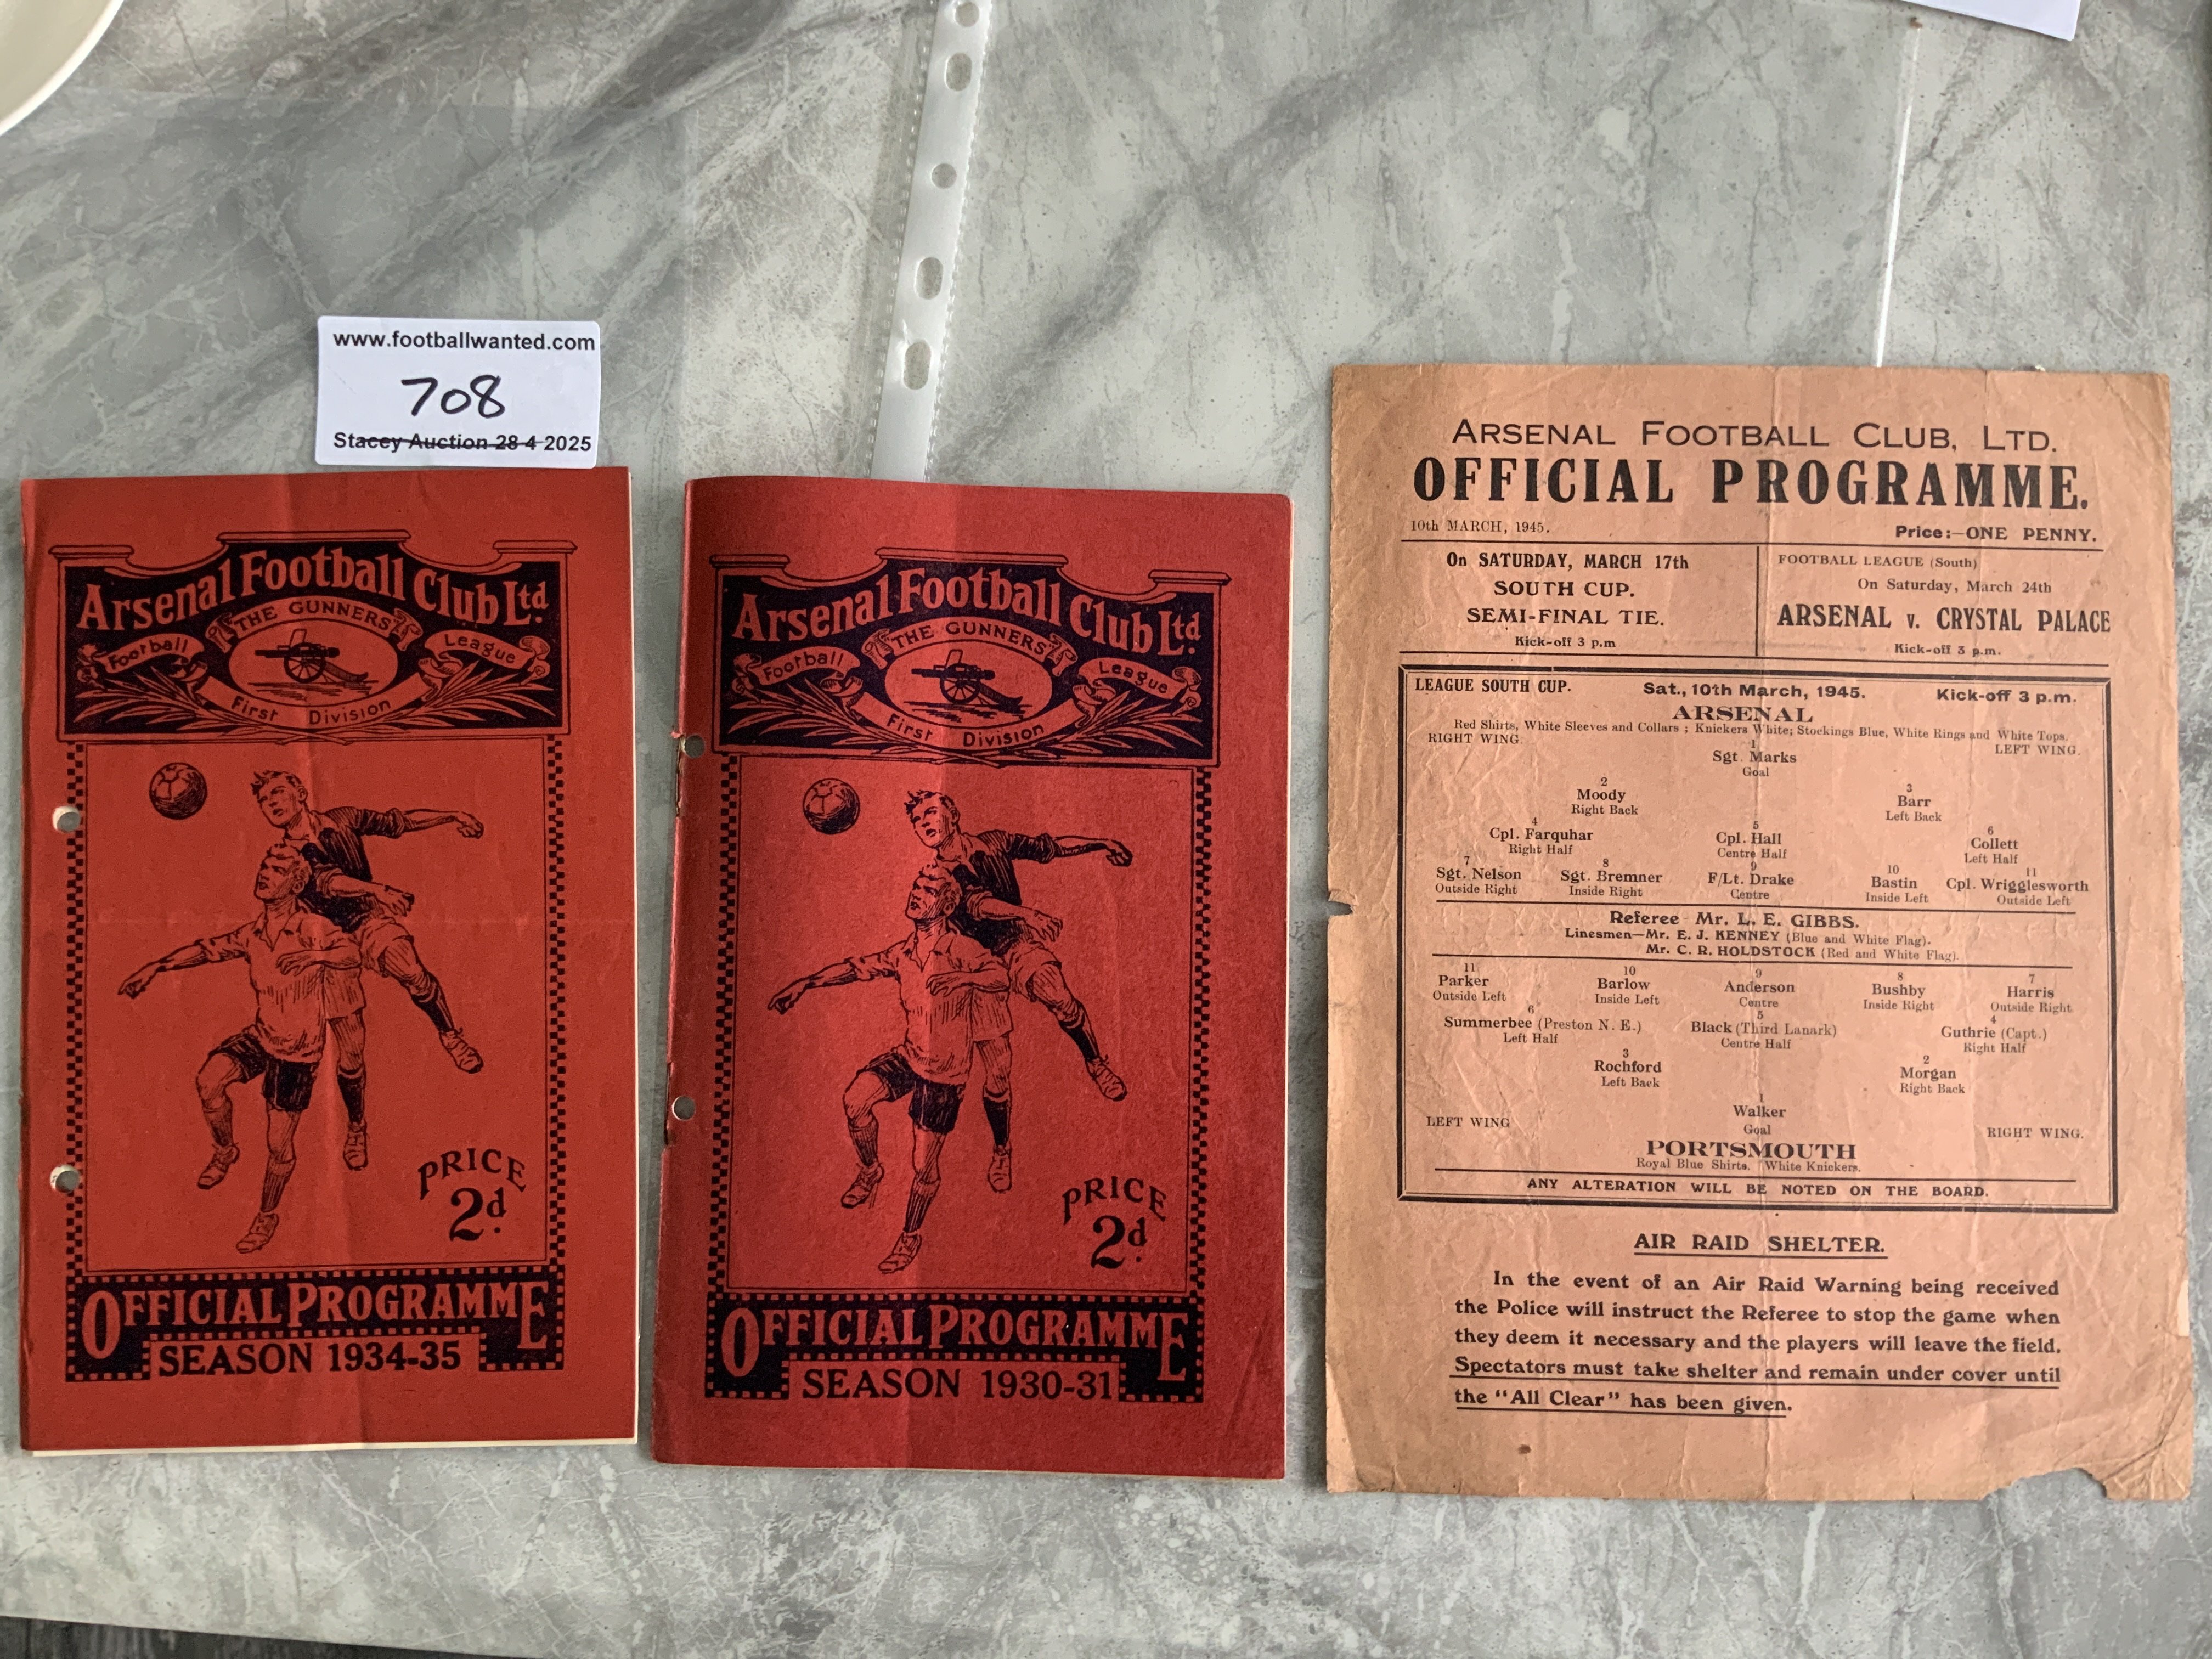 www.footballwanted.com
708
Stacey Auction 28 4 2025
Arsenal Football Club Ltd.
"THE GUNNERS"
Football League
First Division
PRICE
2d.
OFFICIAL PROGRAMME
SEASON 1934-35
Arsenal Football Club Ltd.
"THE GUNNERS"
Football League
First Division
PRICE
2d.
OFFICIAL PROGRAMME
SEASON 1930-31
ARSENAL FOOTBALL CLUB, LTD.
OFFICIAL PROGRAMME.
10th MARCH, 1945. Price:—ONE PENNY.
On SATURDAY, MARCH 17th
SOUTH CUP.
SEMI-FINAL TIE.
Kick-off 3 p.m
FOOTBALL LEAGUE (South)
On Saturday, March 24th
ARSENAL v. CRYSTAL PALACE
Kick-off 3 p.m.
LEAGUE SOUTH CUP. Sat., 10th March, 1945. Kick-off 3 p.m.
ARSENAL
Red Shirts, White Sleeves and Collars ; Knickers White; Stockings Blue, White Rings and White Tops.
RIGHT WING. LEFT WING.
1
Sgt. Marks
Goal
2 3
Moody Barr
Right Back Left Back
4 5 6
Cpl. Farquhar Cpl. Hall Collett
Right Half Centre Half Left Half
7 8 9 10 11
Sgt. Nelson Sgt. Bremner F/Lt. Drake Bastin Cpl. Wrigglesworth
Outside Right Inside Right Centre Inside Left Outside Left
Referee - Mr. L. E. GIBBS.
Linesmen—Mr. E. J. KENNEY (Blue and White Flag).
Mr. C. R. HOLDSTOCK (Red and White Flag).
11 10 9 8 7
Parker Barlow Anderson Bushby Harris
Outside Left Inside Left Centre Inside Right Outside Right
6 5 4
Summerbee (Preston N. E.) Black (Third Lanark) Guthrie (Capt.)
Left Half Centre Half Right Half
3 2
Rochford Morgan
Left Back Right Back
1
Walker
Goal
LEFT WING RIGHT WING.
PORTSMOUTH
Royal Blue Shirts. White Knickers.
ANY ALTERATION WILL BE NOTED ON THE BOARD.
AIR RAID SHELTER.
In the event of an Air Raid Warning being received
the Police will instruct the Referee to stop the game when
they deem it necessary and the players will leave the field.
Spectators must take shelter and remain under cover until
the "All Clear" has been given.